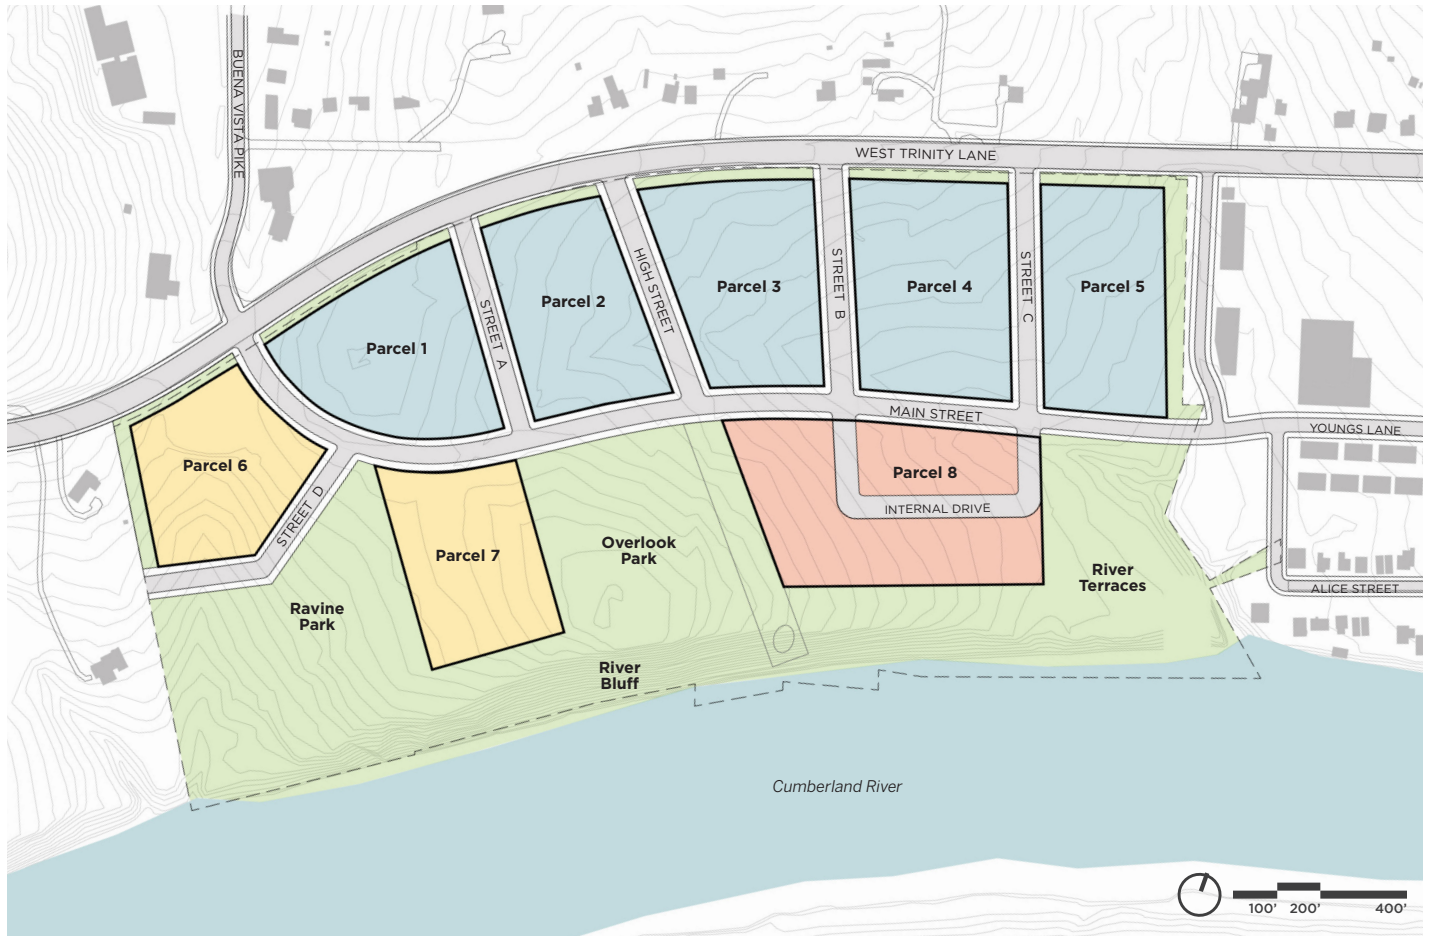 BUENA VISTA PIKE
WEST TRINITY LANE
Parcel 1
STREET A
Parcel 2
HIGH STREET
Parcel 3
STREET B
Parcel 4
STREET C
Parcel 5
MAIN STREET
YOUNGS LANE
Parcel 6
STREET D
Parcel 7
Overlook
Park
Parcel 8
INTERNAL DRIVE
River
Terraces
ALICE STREET
Ravine
Park
River
Bluff
Cumberland River
100' 200' 400'